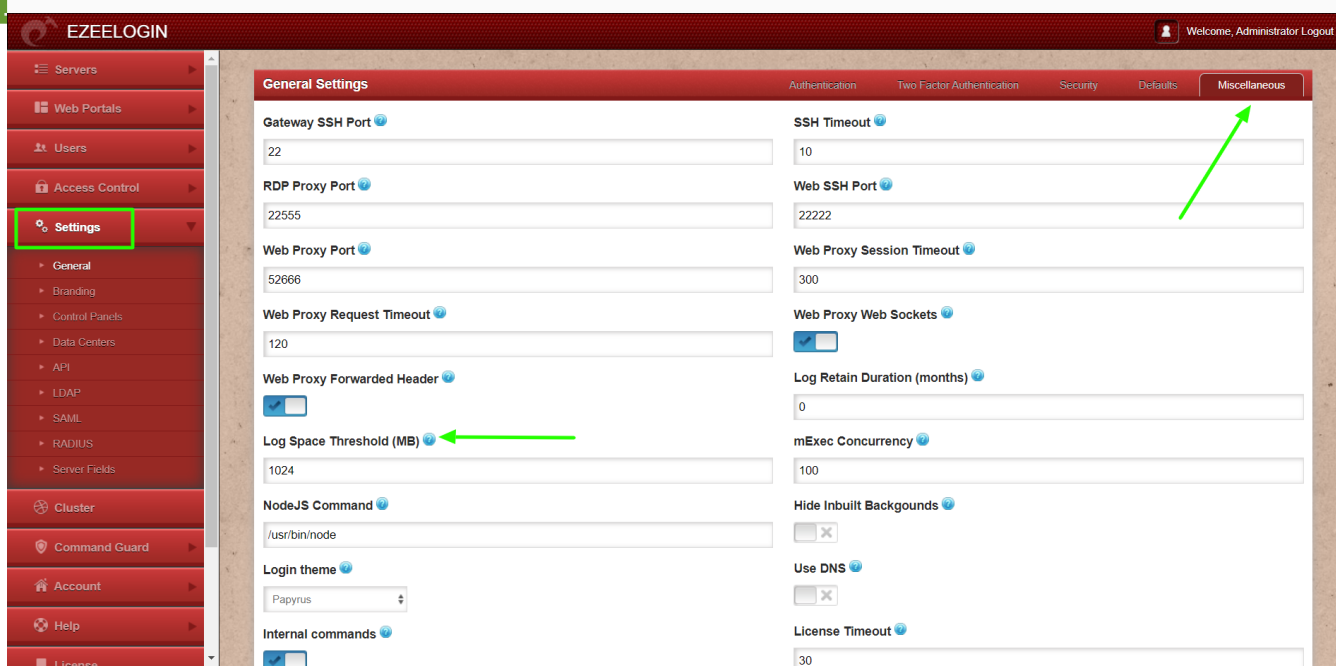 EZEELOGIN
Welcome, Administrator Logout
Servers
Web Portals
Users
Access Control
Settings
General
Branding
Control Panels
Data Centers
API
LDAP
SAML
RADIUS
Server Fields
Cluster
Command Guard
Account
Help
License
General Settings
Authentication
Two Factor Authentication
Security
Defaults
Miscellaneous
Gateway SSH Port
22
SSH Timeout
10
RDP Proxy Port
22555
Web SSH Port
22222
Web Proxy Port
52666
Web Proxy Session Timeout
300
Web Proxy Request Timeout
120
Web Proxy Web Sockets
Web Proxy Forwarded Header
Log Retain Duration (months)
0
Log Space Threshold (MB)
1024
mExec Concurrency
100
NodeJS Command
/usr/bin/node
Hide Inbuilt Backgounds
Login theme
Papyrus
Use DNS
Internal commands
License Timeout
30